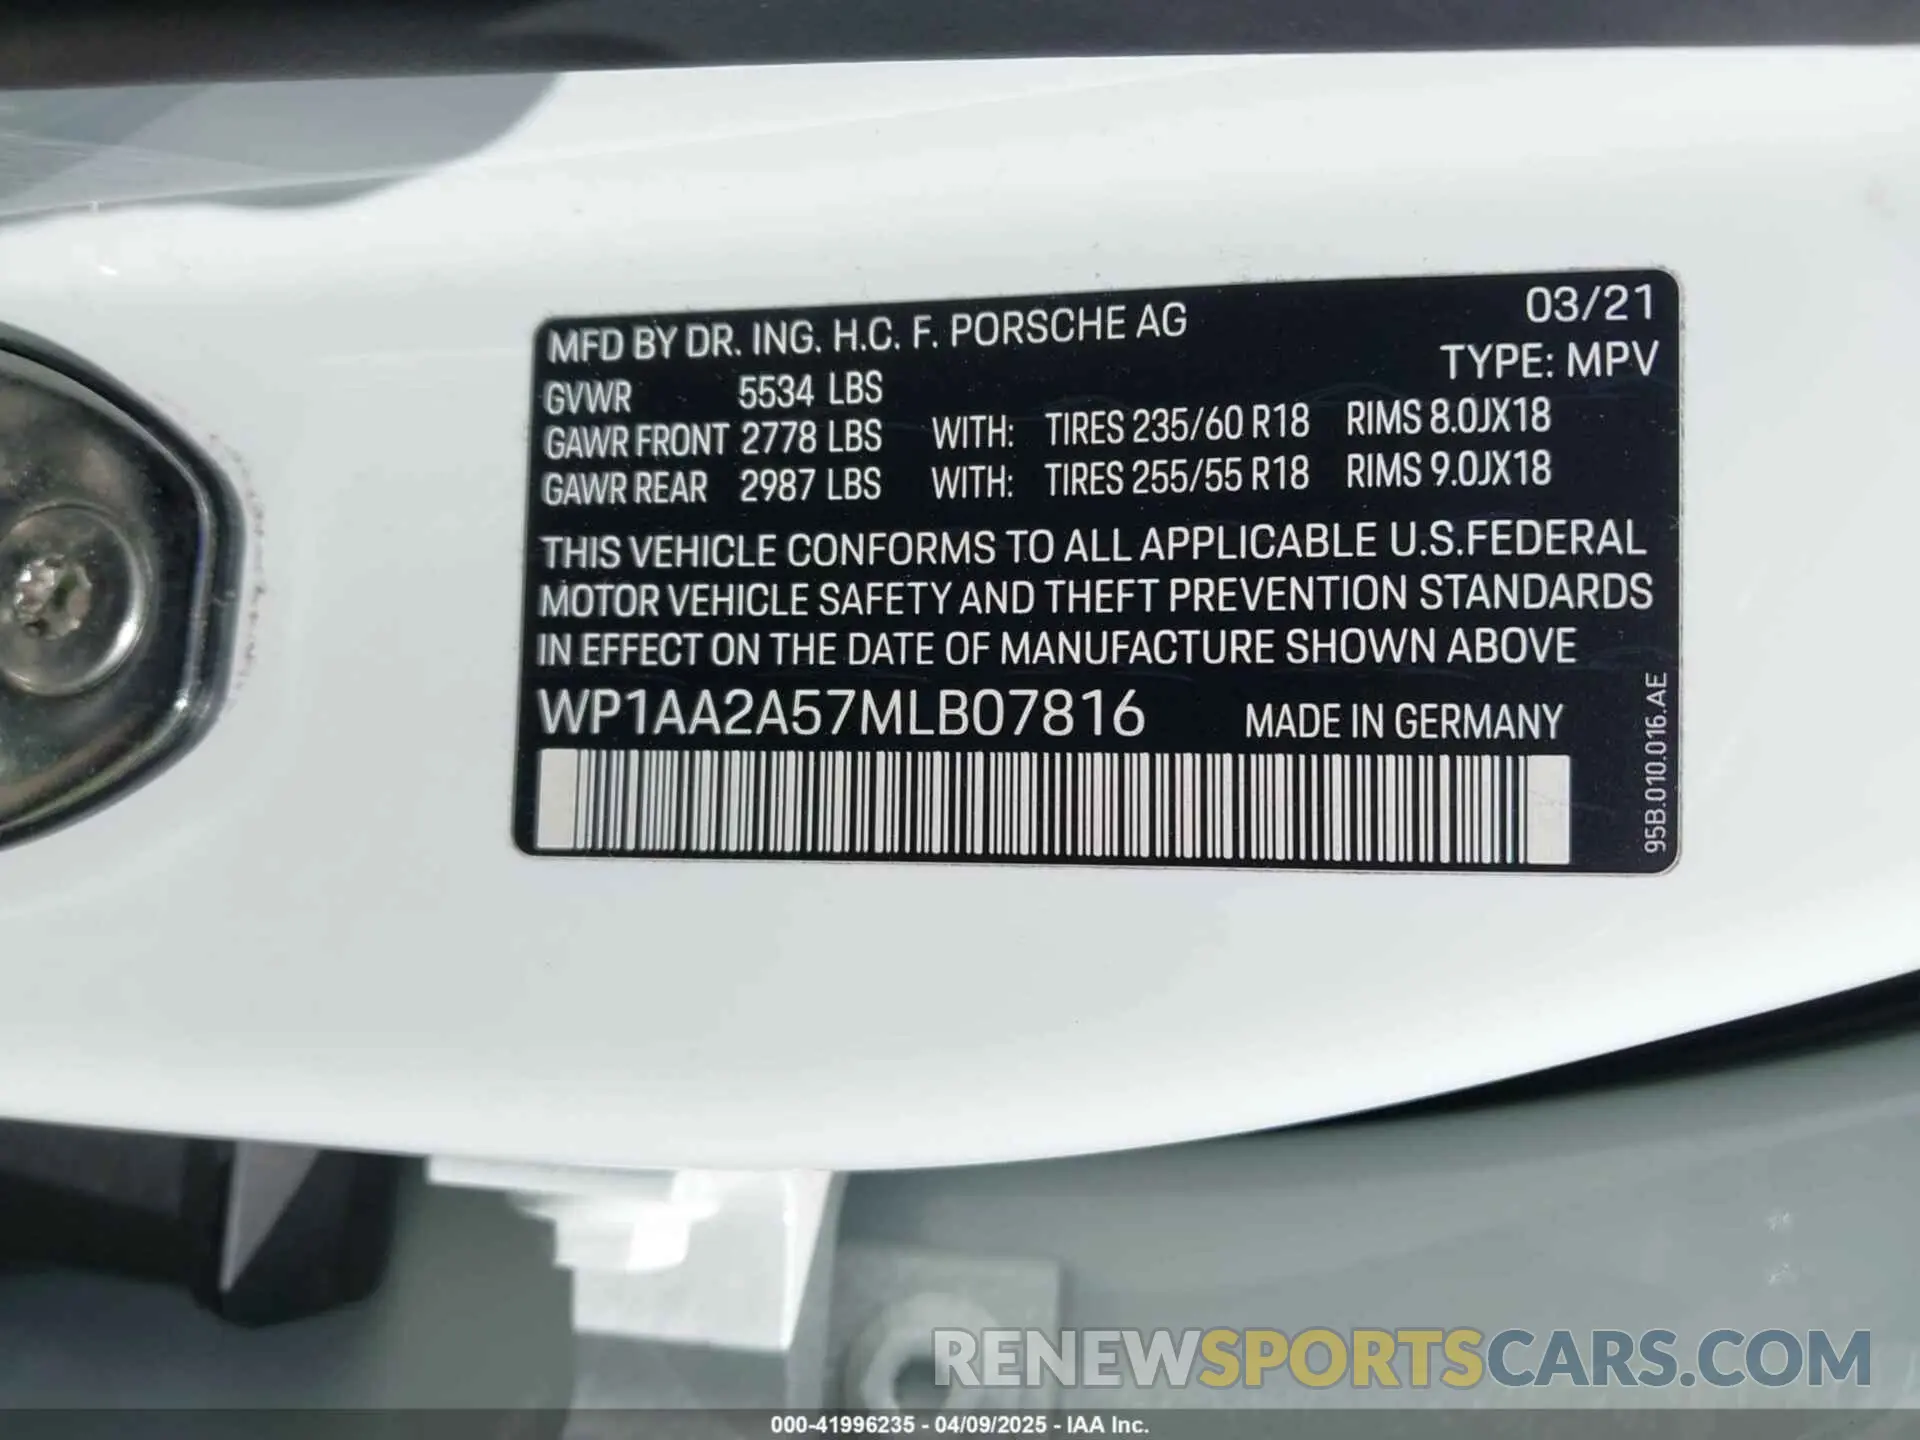 MFD BY DR. ING. H.C. F. PORSCHE AG 03/21
TYPE: MPV
GVWR 5534 LBS
GAWR FRONT 2778 LBS WITH: TIRES 235/60 R18 RIMS 8.0JX18
GAWR REAR 2987 LBS WITH: TIRES 255/55 R18 RIMS 9.0JX18
THIS VEHICLE CONFORMS TO ALL APPLICABLE U.S.FEDERAL
MOTOR VEHICLE SAFETY AND THEFT PREVENTION STANDARDS
IN EFFECT ON THE DATE OF MANUFACTURE SHOWN ABOVE
WP1AA2A57MLB07816 MADE IN GERMANY
95B.010.016.AE
RENEWSPORTSCARS.COM
000-41996235 - 04/09/2025 - IAA Inc.